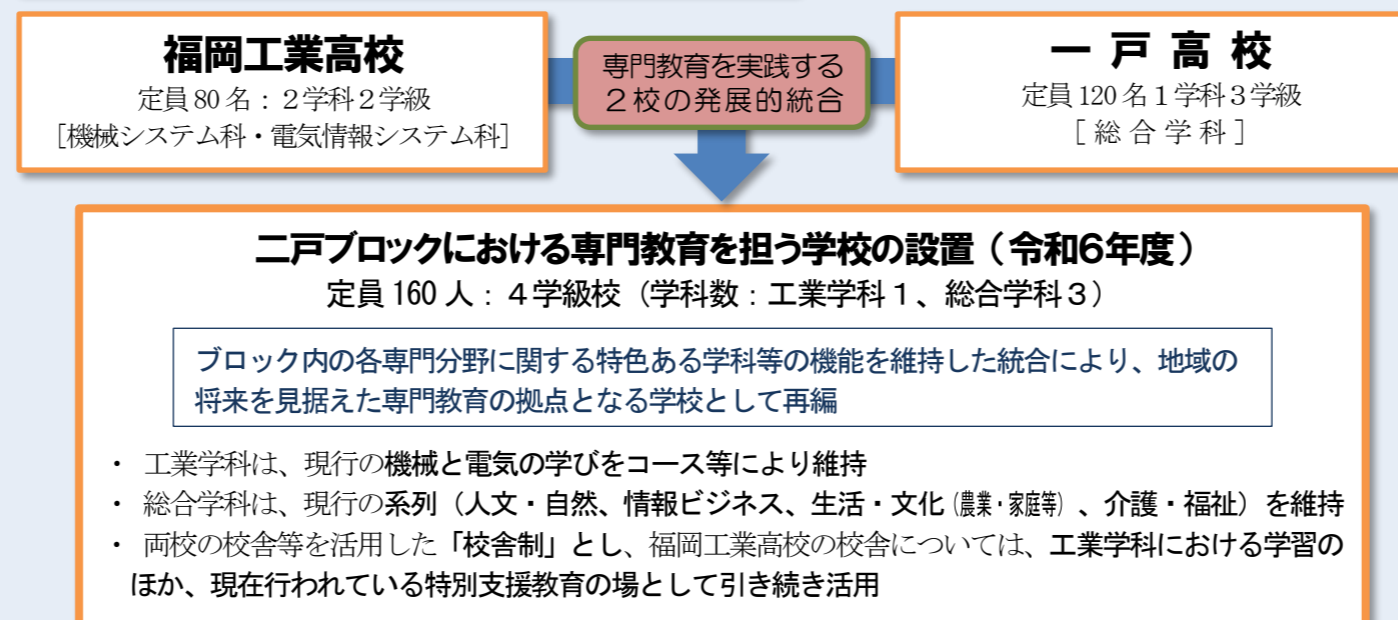 福岡工業高校
定員80名：２学科２学級
［機械システム科・電気情報システム科］
専門教育を実践する
２校の発展的統合
一 戸 高 校
定員120名１学科３学級
［ 総 合 学 科 ］
二戸ブロックにおける専門教育を担う学校の設置（令和６年度）
定員160人：４学級校（学科数：工業学科１、総合学科３）
ブロック内の各専門分野に関する特色ある学科等の機能を維持した統合により、地域の
将来を見据えた専門教育の拠点となる学校として再編
・ 工業学科は、現行の機械と電気の学びをコース等により維持
・ 総合学科は、現行の系列（人文・自然、情報ビジネス、生活・文化（農業・家庭等）、介護・福祉）を維持
・ 両校の校舎等を活用した「校舎制」とし、福岡工業高校の校舎については、工業学科における学習の
ほか、現在行われている特別支援教育の場として引き続き活用